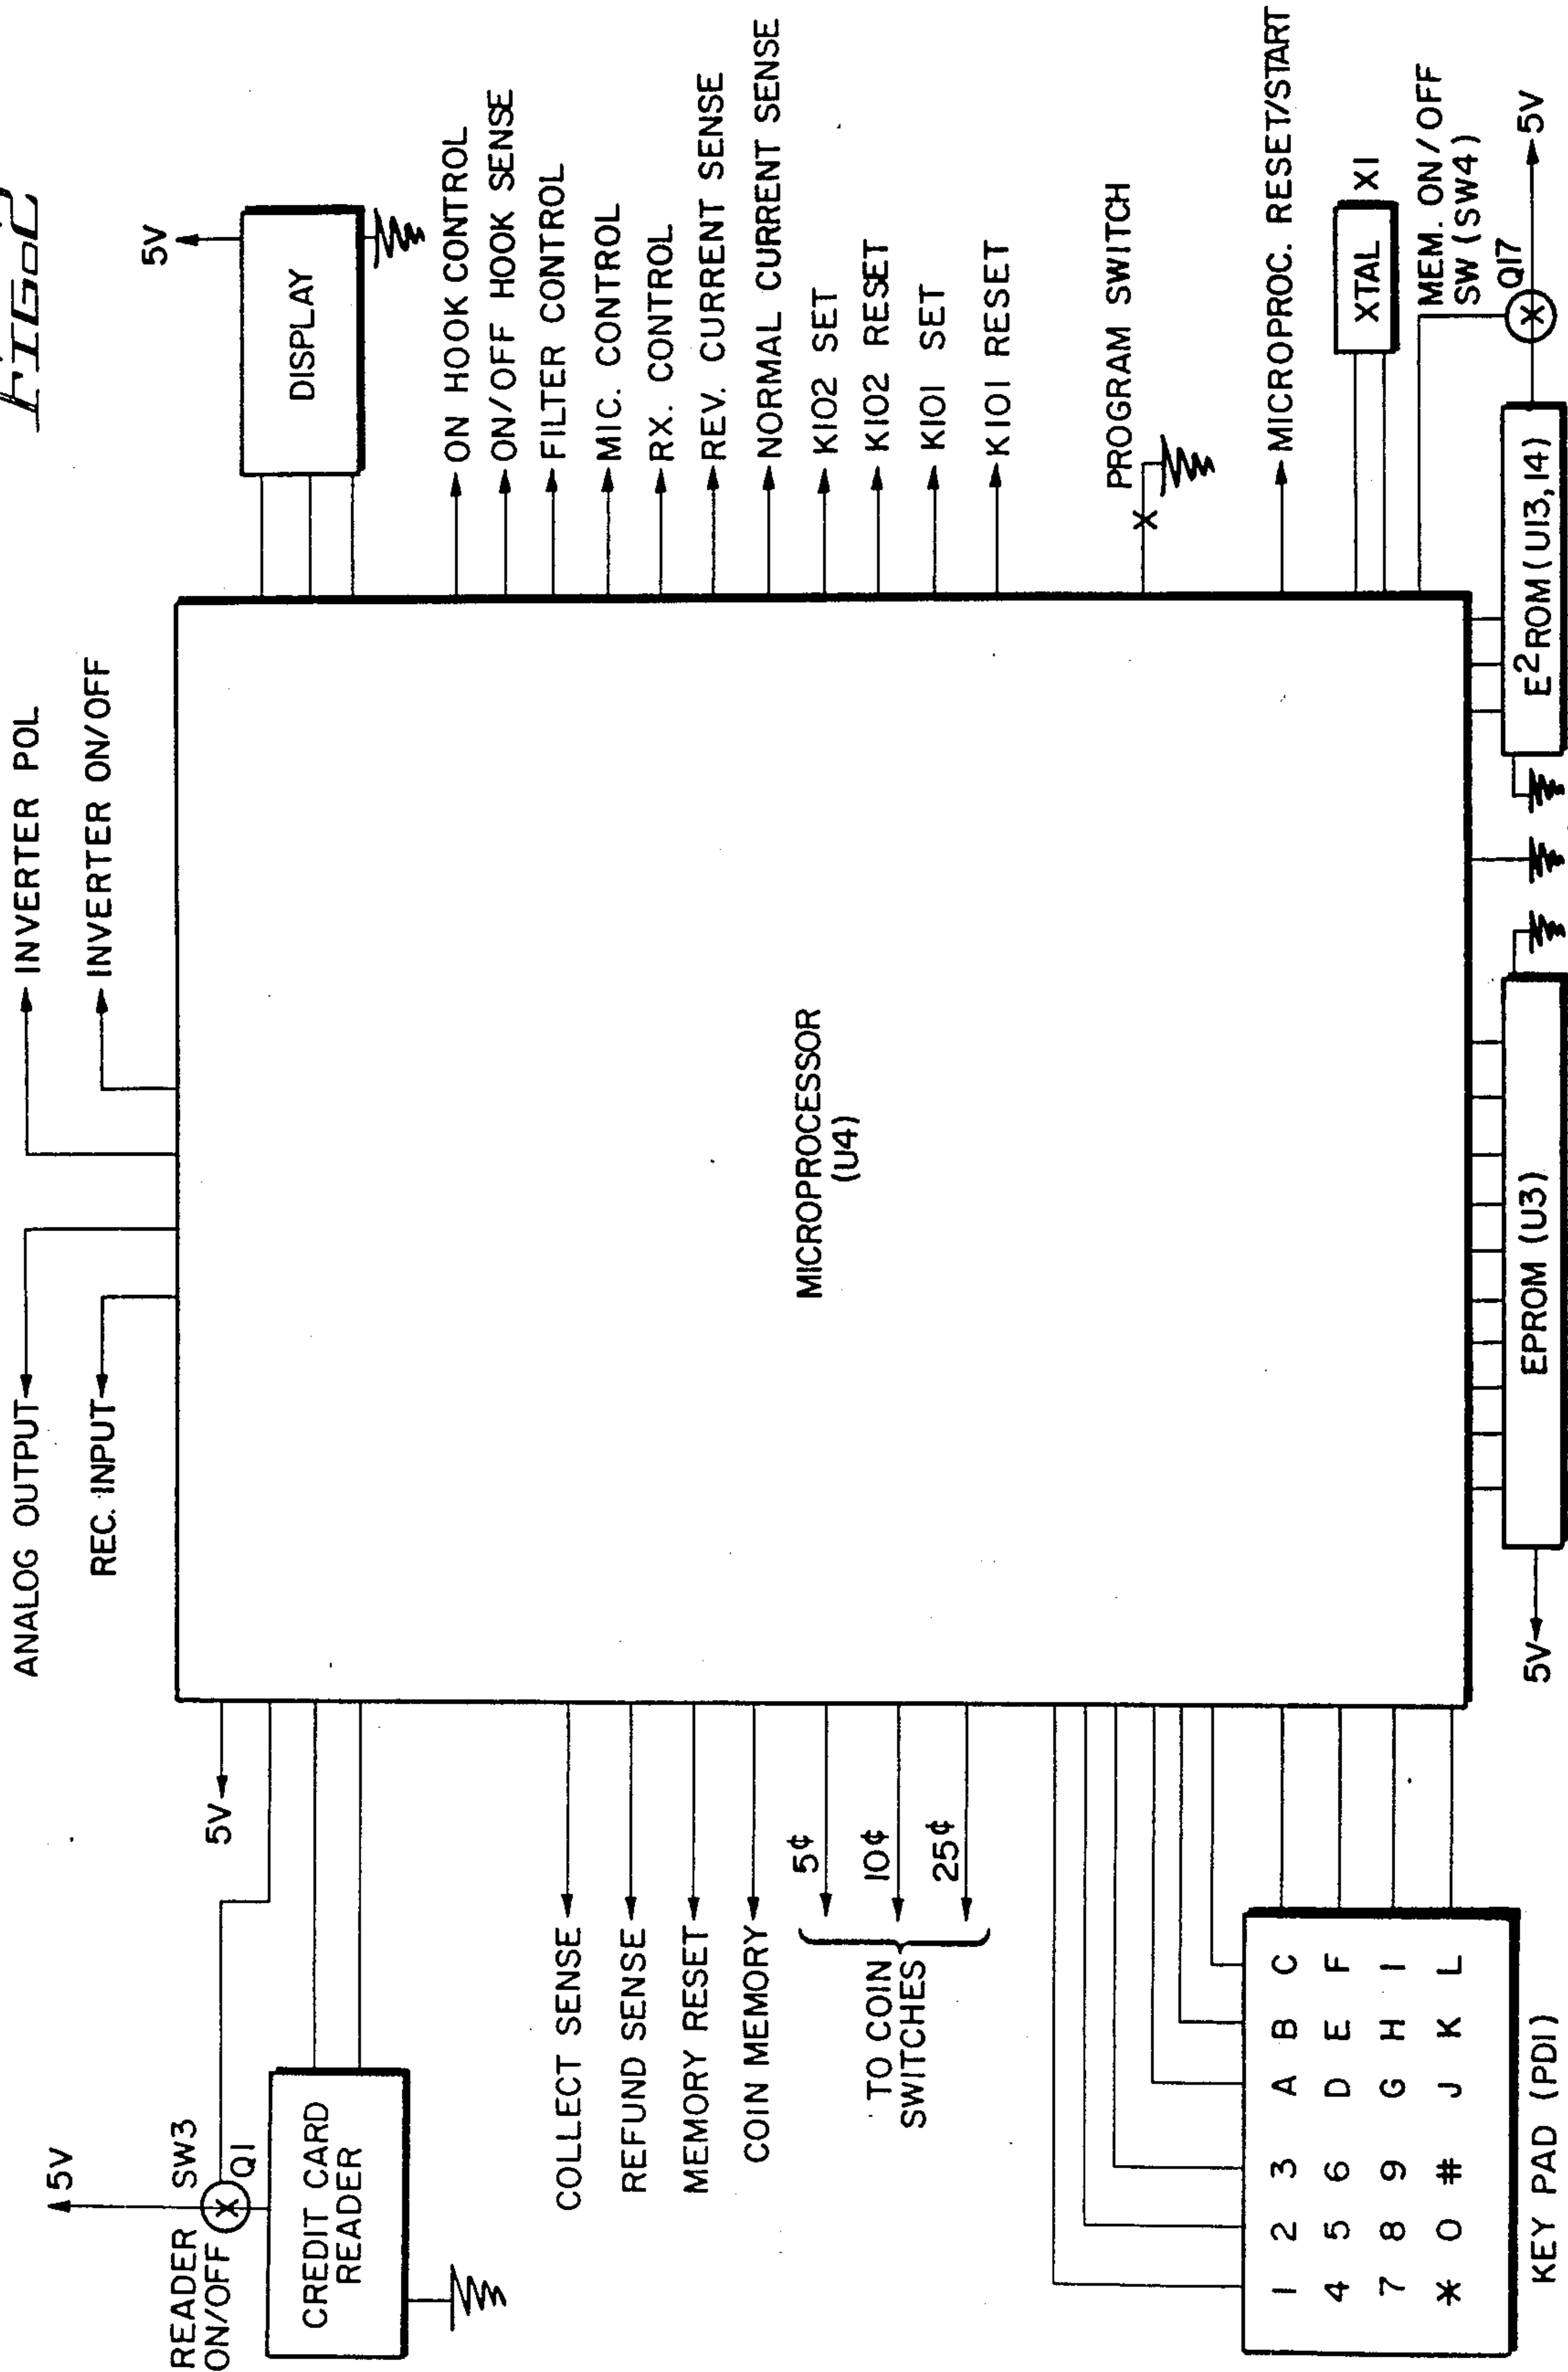 FIG. 2
5V
READER SW3
ON/OFF
Q1
CREDIT CARD
READER
5V
ANALOG OUTPUT
REC. INPUT
INVERTER POL
INVERTER ON/OFF
5V
DISPLAY
COLLECT SENSE
REFUND SENSE
MEMORY RESET
COIN MEMORY
5¢
10¢
25¢
TO COIN
SWITCHES
MICROPROCESSOR
(U4)
ON HOOK CONTROL
ON/OFF HOOK SENSE
FILTER CONTROL
MIC. CONTROL
RX. CONTROL
REV. CURRENT SENSE
NORMAL CURRENT SENSE
K102 SET
K102 RESET
K101 SET
K101 RESET
PROGRAM SWITCH
X
MICROPROC. RESET/START
XTAL X1
MEM. ON/OFF
SW (SW4)
Q17
5V
1 2 3 A B C
4 5 6 D E F
7 8 9 G H I
* 0 # J K L
KEY PAD (PD1)
5V
EPROM (U3)
E2ROM (U13,14)